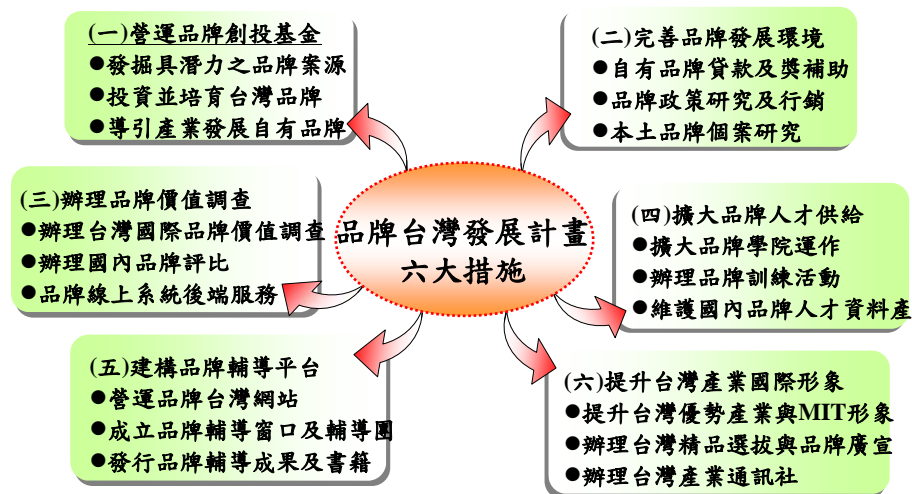 (一)營運品牌創投基金
●發掘具潛力之品牌案源
●投資並培育台灣品牌
●導引產業發展自有品牌
(二)完善品牌發展環境
●自有品牌貸款及獎補助
●品牌政策研究及行銷
●本土品牌個案研究
(三)辦理品牌價值調查
●辦理台灣國際品牌價值調查
●辦理國內品牌評比
●品牌線上系統後端服務
品牌台灣發展計畫
六大措施
(四)擴大品牌人才供給
●擴大品牌學院運作
●辦理品牌訓練活動
●維護國內品牌人才資料產
(五)建構品牌輔導平台
●營運品牌台灣網站
●成立品牌輔導窗口及輔導團
●發行品牌輔導成果及書籍
(六)提升台灣產業國際形象
●提升台灣優勢產業與MIT形象
●辦理台灣精品選拔與品牌廣宣
●辦理台灣產業通訊社